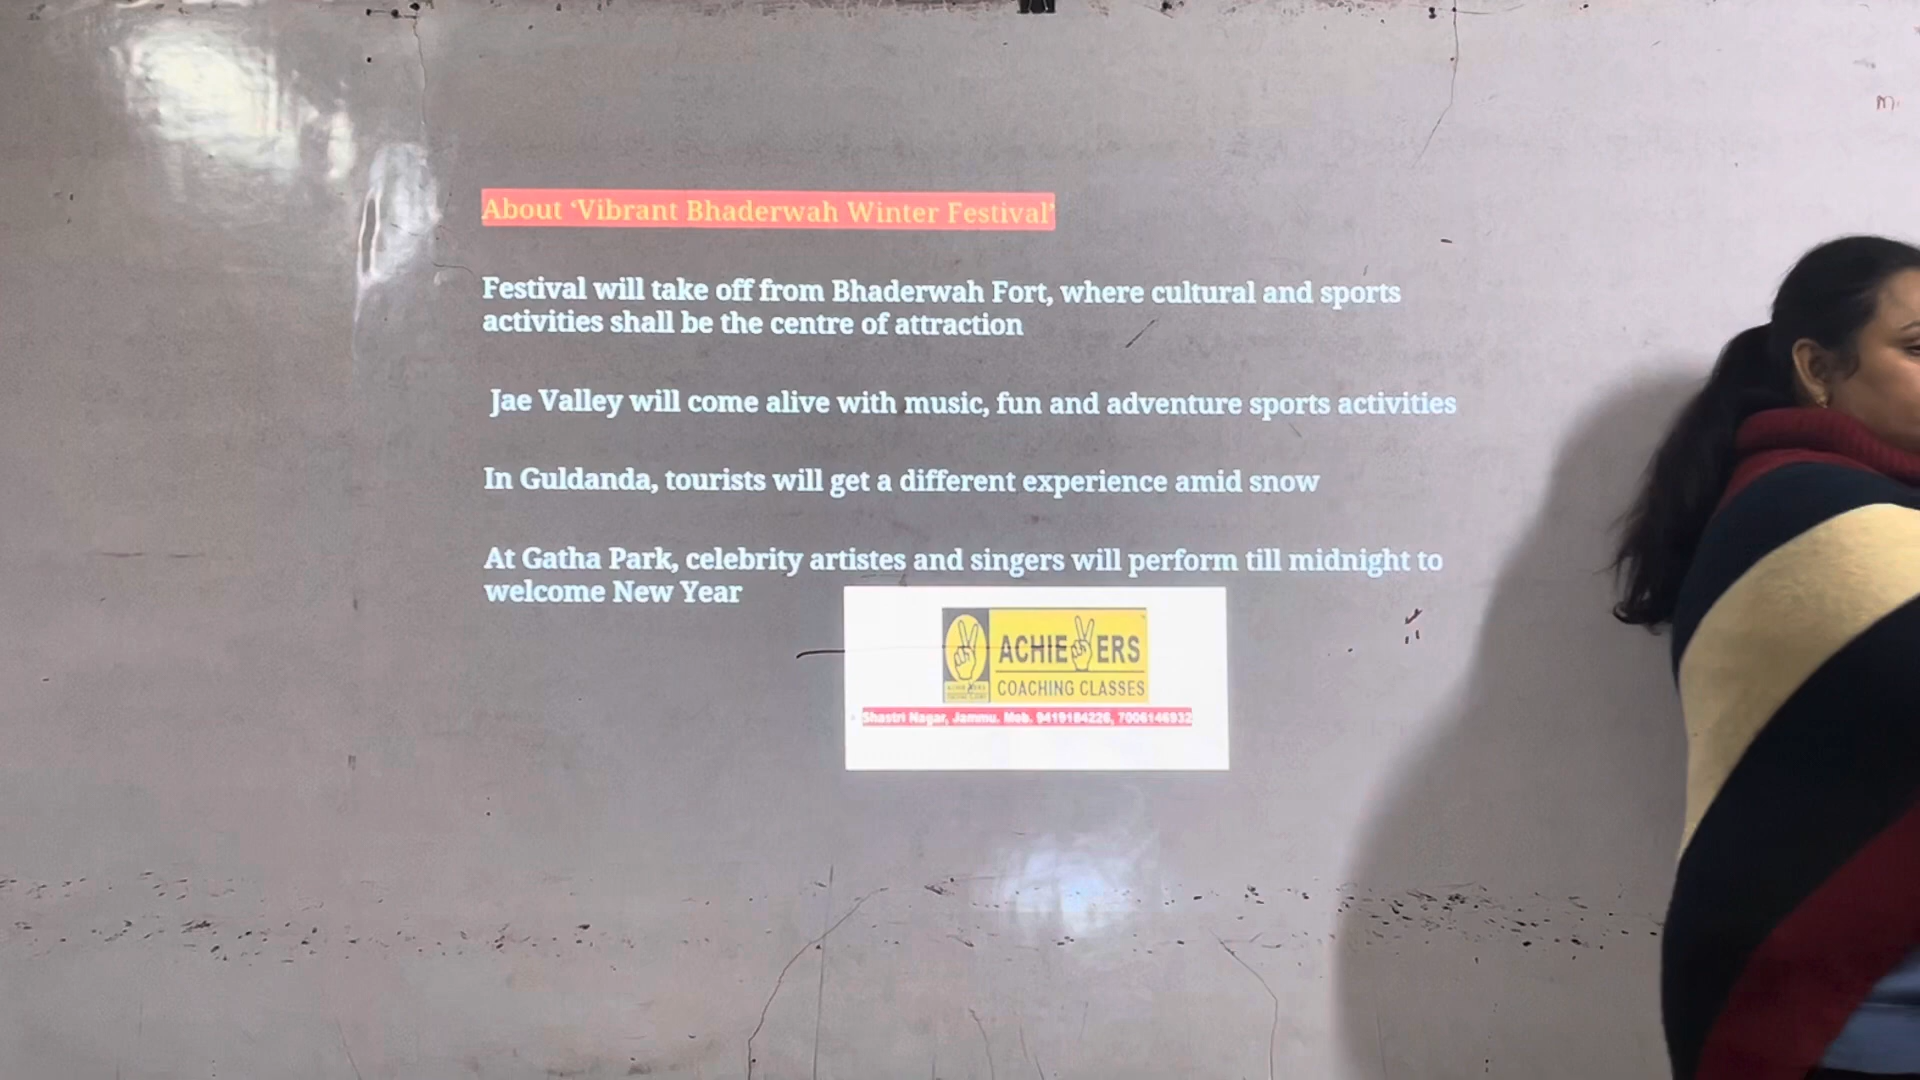 About ‘Vibrant Bhaderwah Winter Festival’
Festival will take off from Bhaderwah Fort, where cultural and sports
activities shall be the centre of attraction
Jae Valley will come alive with music, fun and adventure sports activities
In Guldanda, tourists will get a different experience amid snow
At Gatha Park, celebrity artistes and singers will perform till midnight to
welcome New Year
ACHIEVERS
COACHING CLASSES
Shastri Nagar, Jammu. Mob. 9419184226, 7006146932